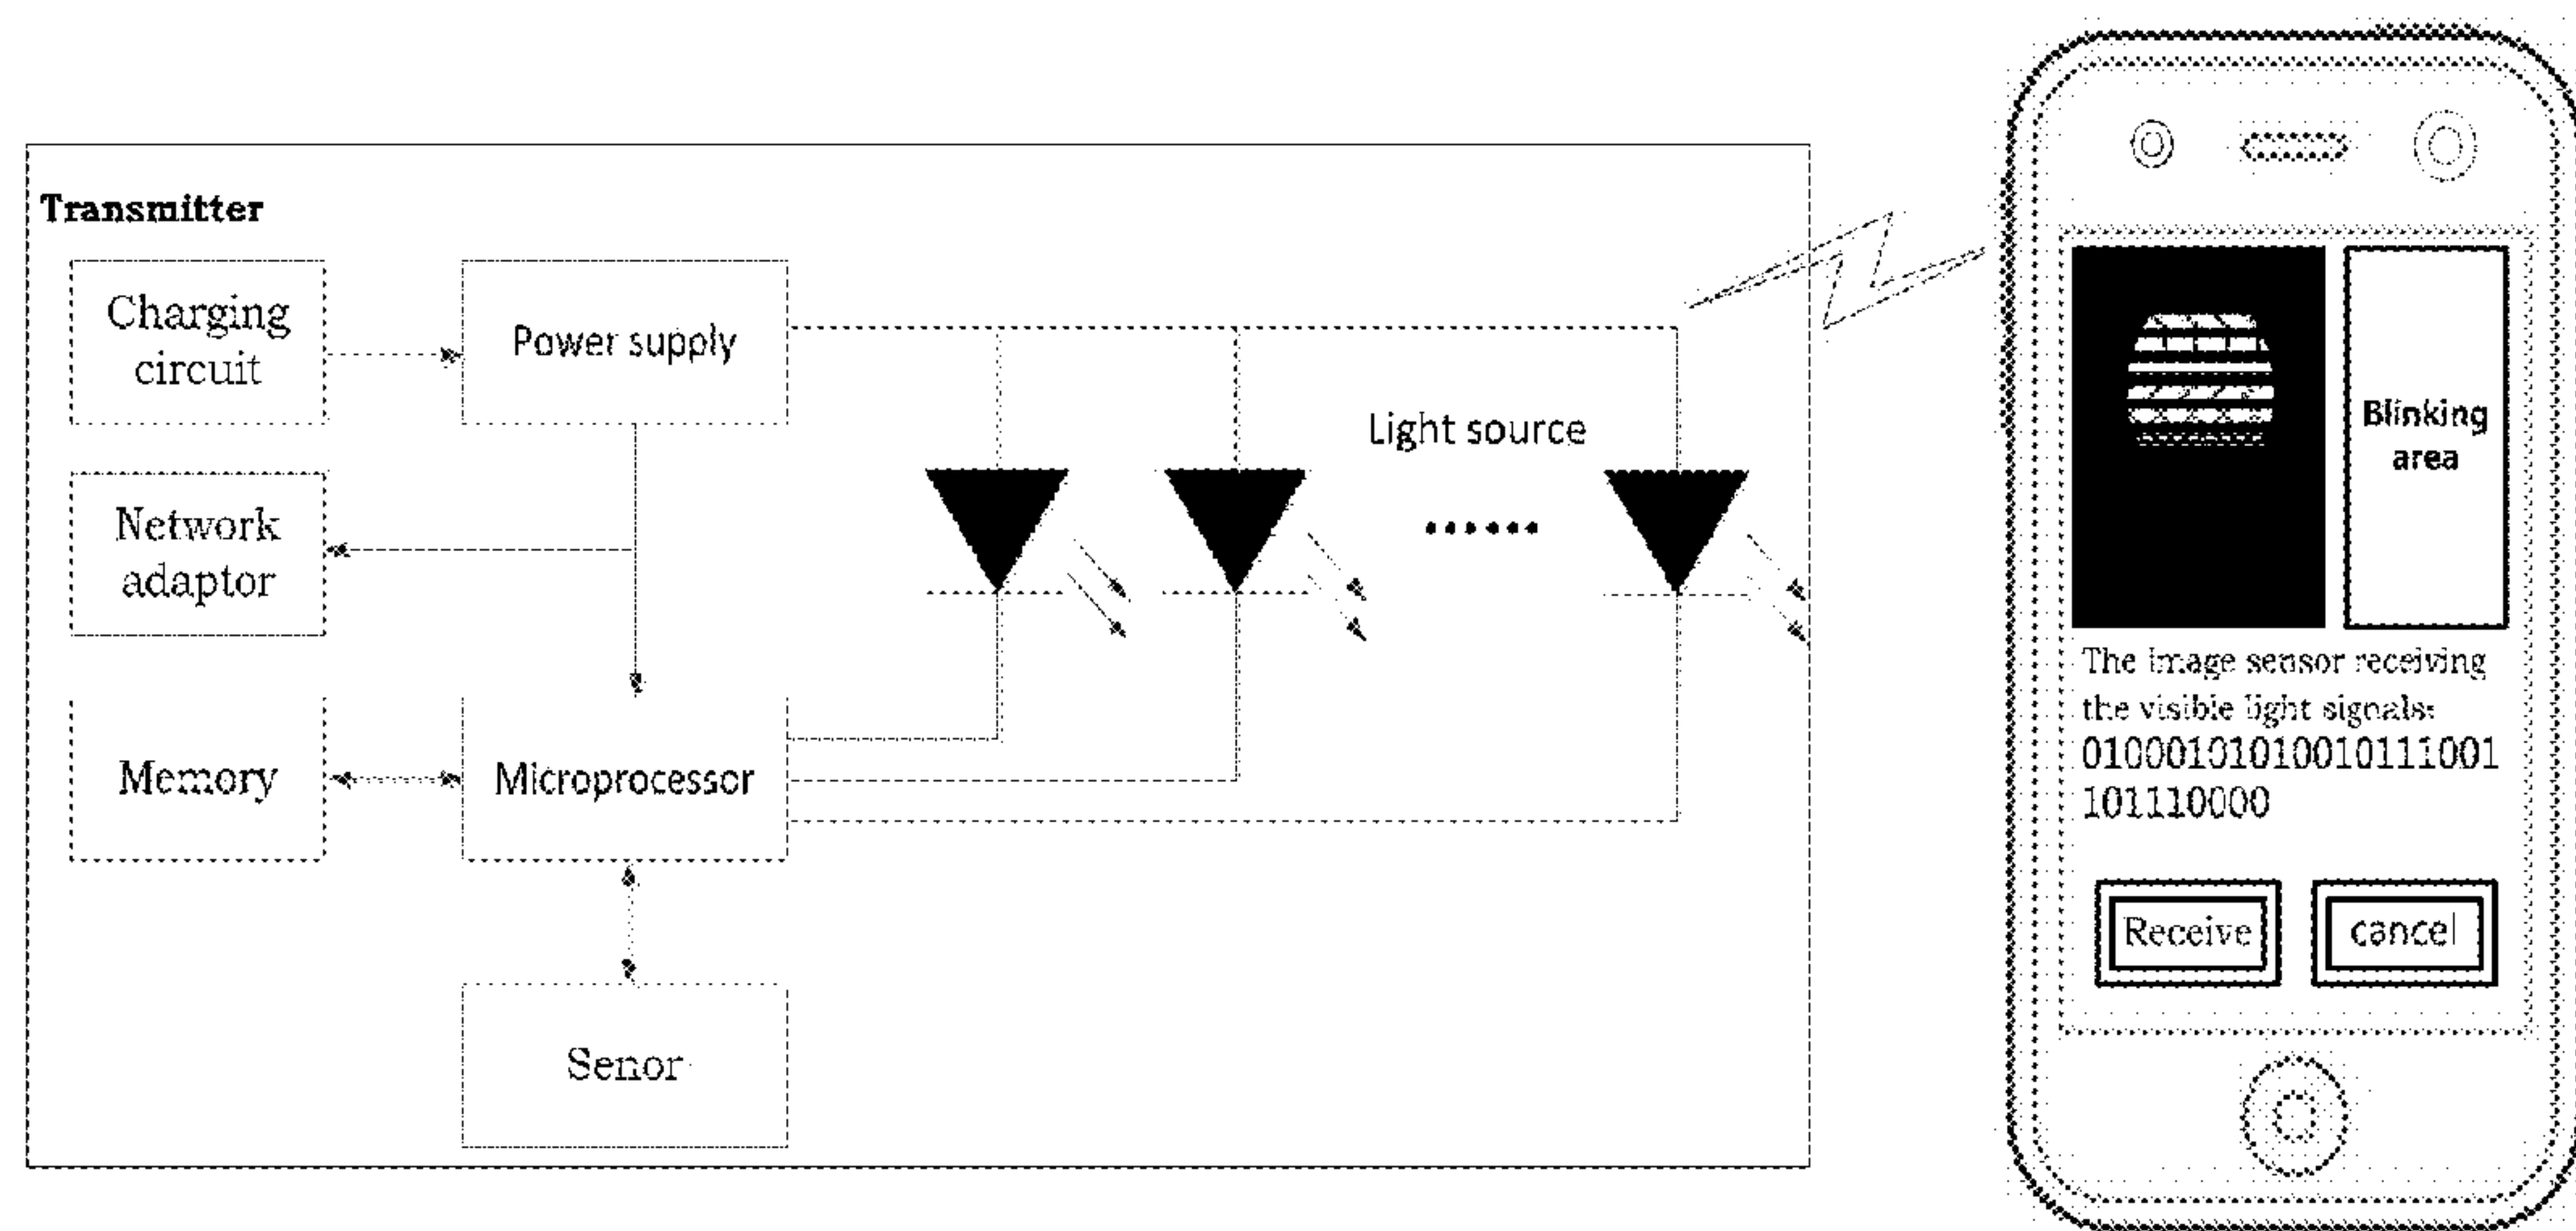 Transmitter
Charging
circuit
Power supply
Network
adaptor
Light source
Memory
Microprocessor
Senor
Blinking
area
The image sensor receiving
the visible light signals:
01000101010010111001
101110000
Receive
cancel